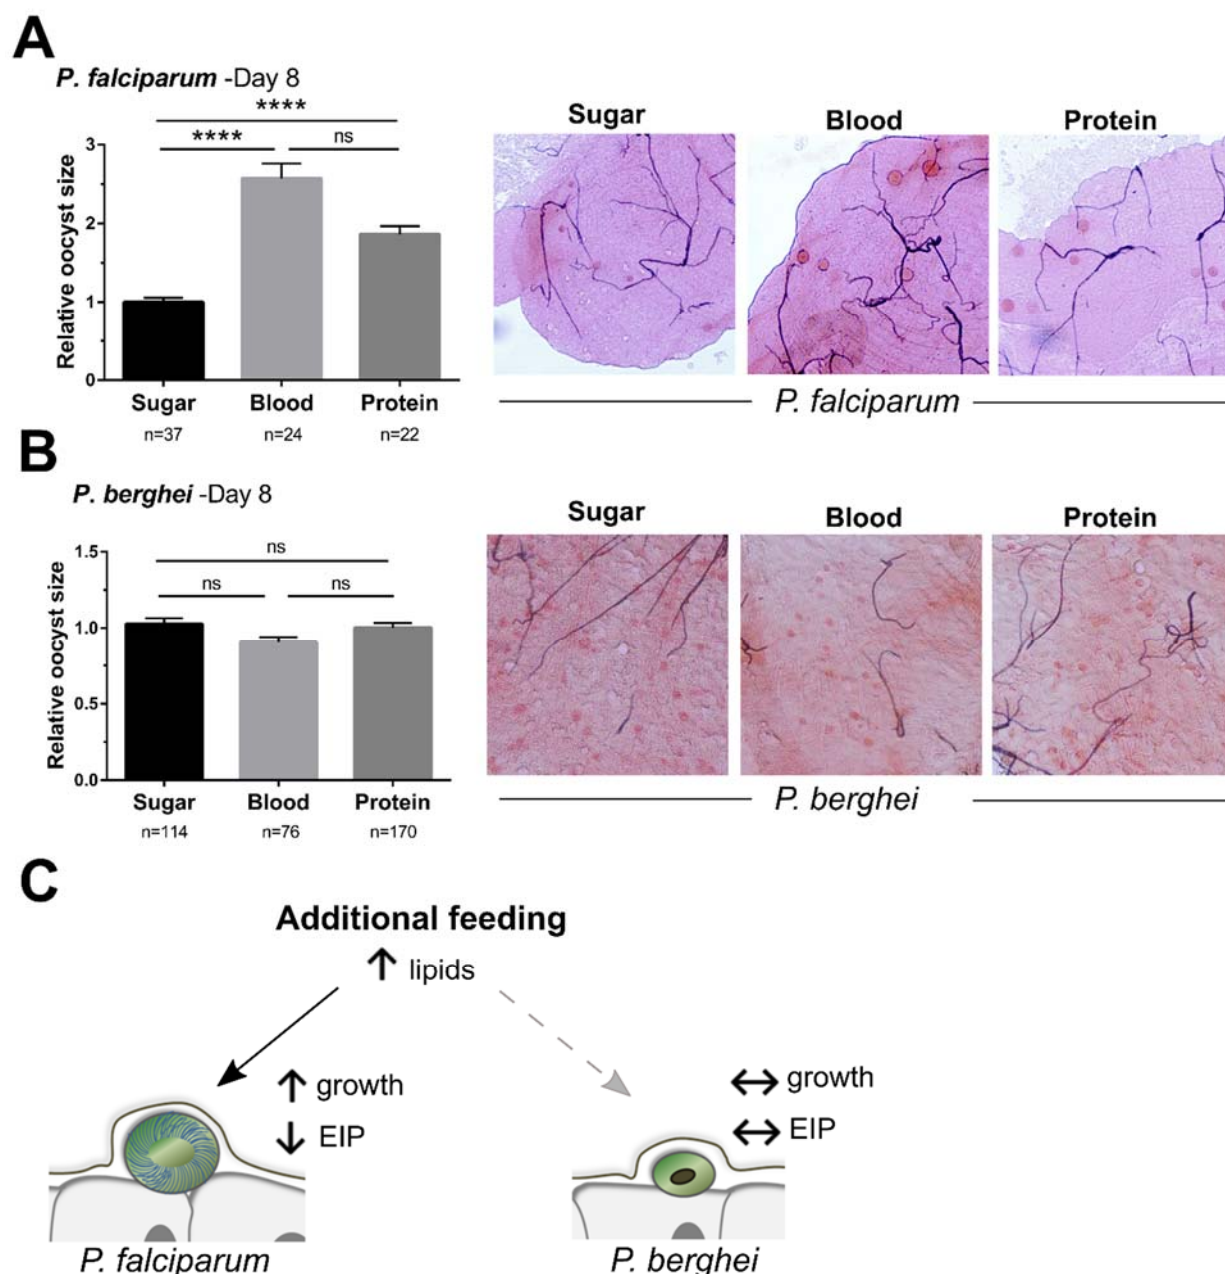 A
P. falciparum -Day 8
****
****
ns
Relative oocyst size
3
2
1
0
Sugar
Blood
Protein
n=37
n=24
n=22
Sugar
Blood
Protein
P. falciparum
B
P. berghei -Day 8
ns
ns
ns
Relative oocyst size
1.5
1.0
0.5
0.0
Sugar
Blood
Protein
n=114
n=76
n=170
Sugar
Blood
Protein
P. berghei
C
Additional feeding
↑ lipids
↑ growth
↓ EIP
↔ growth
↔ EIP
P. falciparum
P. berghei